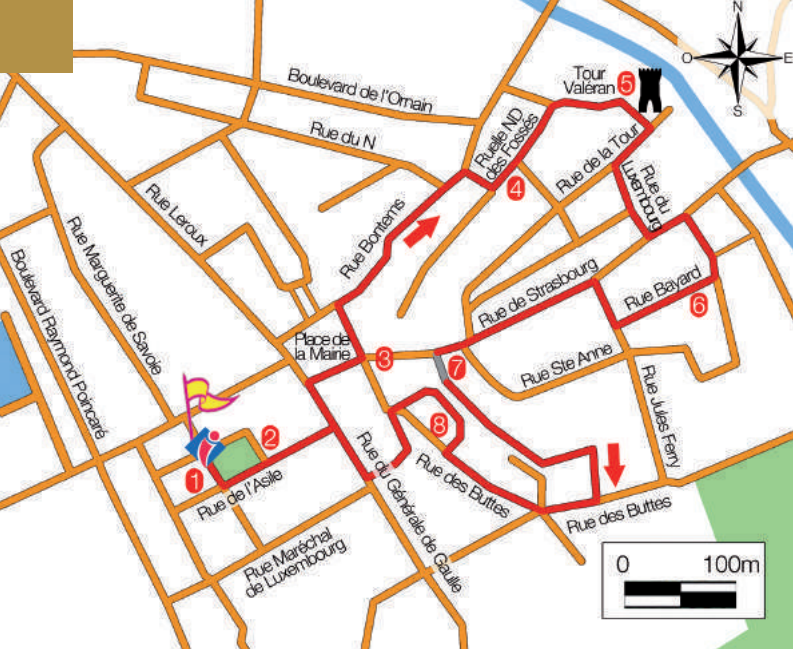 N
O
E
S
Tour
Valéran
5
Boulevard de l'Ornain
Rue du N
Ruelle ND
des Fossés
4
Rue de la Tour
Rue du
Luxembourg
Rue Leroux
Rue Bontems
Rue Marguerite de Savoie
Boulevard Raymond Poincaré
Rue de Strasbourg
Rue Bayard
6
Place de
la Mairie
3
7
Rue Ste Anne
Rue Jules Ferry
8
2
1
Rue de l'Asile
Rue du Générale de Gaulle
Rue des Buttes
Rue des Buttes
Rue Maréchal
de Luxembourg
0
100m